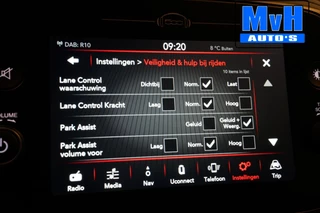 MvH
AUTO'S
DAB: R10 09:20 8 °C Buiten
Instellingen > Veiligheid & hulp bij rijden
10 items in lijst
Lane Control waarschuwing Dichtbij Norm. Laat
Lane Control Kracht Laag Norm. Hoog
Park Assist Geluid Geluid + Waarg.
Park Assist volume voor Laag Norm. Hoog
Radio Media Nav Uconnect Telefoon Instellingen Trip